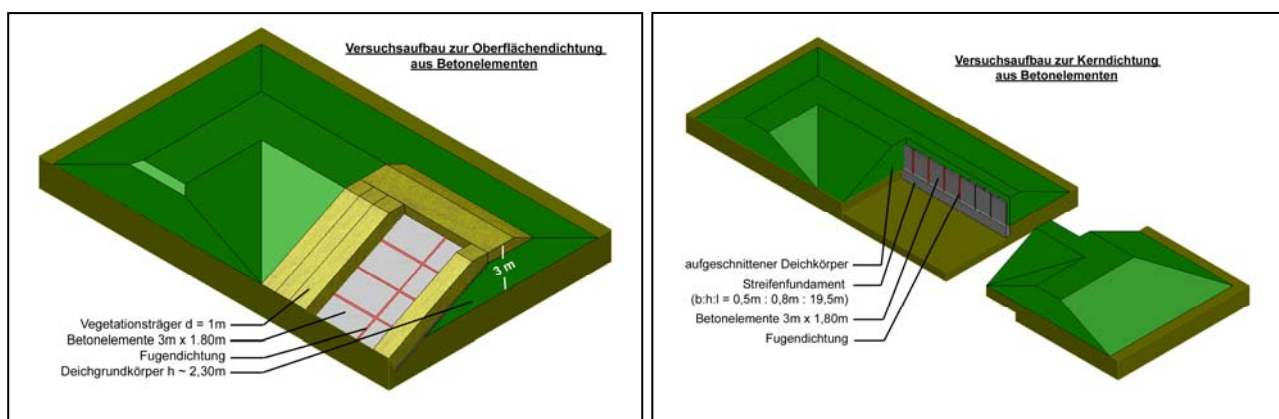 Versuchsaufbau zur Oberflächendichtung
aus Betonelementen
3 m
Vegetationsträger d = 1m
Betonelemente 3m x 1.80m
Fugendichtung
Deichgrundkörper h ~ 2,30m
Versuchsaufbau zur Kerndichtung
aus Betonelementen
aufgeschnittener Deichkörper
Streifenfundament
(b:h:l = 0,5m : 0,8m : 19,5m)
Betonelemente 3m x 1,80m
Fugendichtung